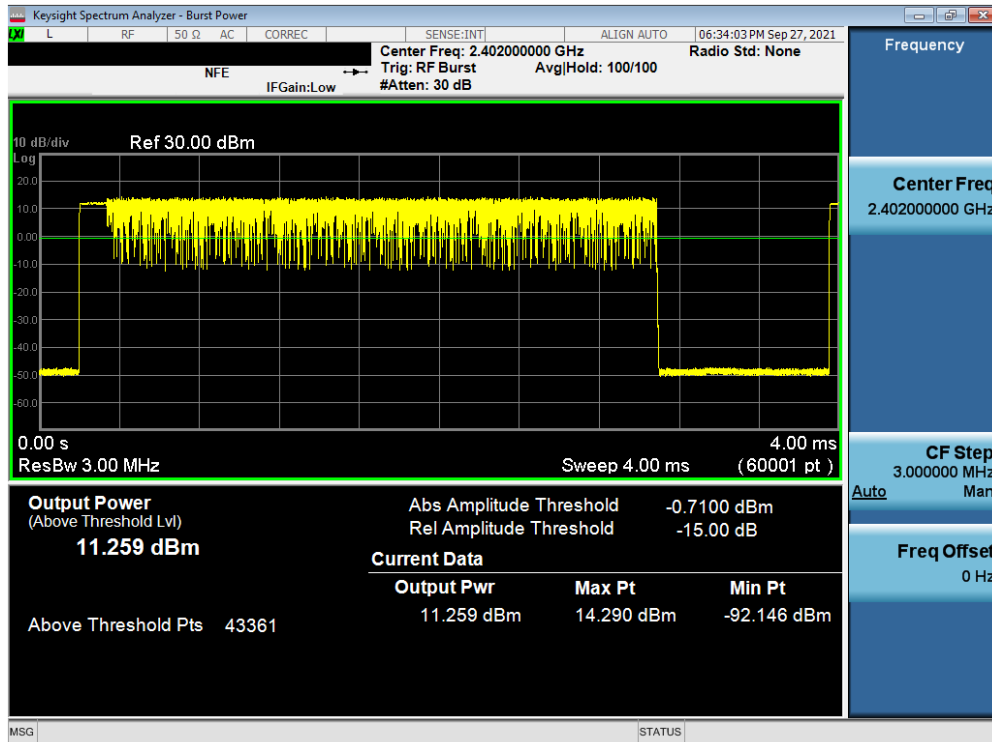 Keysight Spectrum Analyzer - Burst Power
LXI L RF 50 Ω AC CORREC SENSE:INT ALIGN AUTO 06:34:03 PM Sep 27, 2021
Center Freq: 2.402000000 GHz Radio Std: None
NFE Trig: RF Burst Avg|Hold: 100/100
IFGain:Low #Atten: 30 dB
10 dB/div Ref 30.00 dBm
Log
20.0
10.0
0.00
-10.0
-20.0
-30.0
-40.0
-50.0
-60.0
0.00 s 4.00 ms
ResBw 3.00 MHz Sweep 4.00 ms (60001 pt)
Output Power
(Above Threshold Lvl)
11.259 dBm
Above Threshold Pts 43361
Abs Amplitude Threshold -0.7100 dBm
Rel Amplitude Threshold -15.00 dB
Current Data
Output Pwr Max Pt Min Pt
11.259 dBm 14.290 dBm -92.146 dBm
Frequency
Center Freq
2.402000000 GHz
CF Step
3.000000 MHz
Auto Man
Freq Offset
0 Hz
MSG STATUS